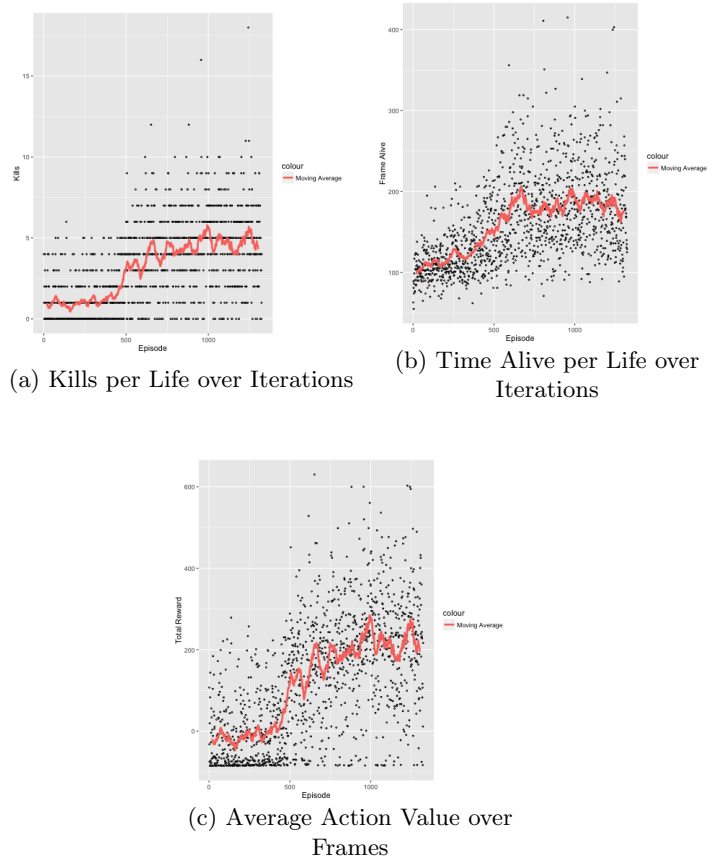 15
10
5
0
Kills
0
500
1000
Episode
colour
Moving Average
(a) Kills per Life over Iterations
400
300
200
100
Frame Alive
0
500
1000
Episode
colour
Moving Average
(b) Time Alive per Life over
Iterations
600
400
200
0
Total Reward
0
500
1000
Episode
colour
Moving Average
(c) Average Action Value over
Frames